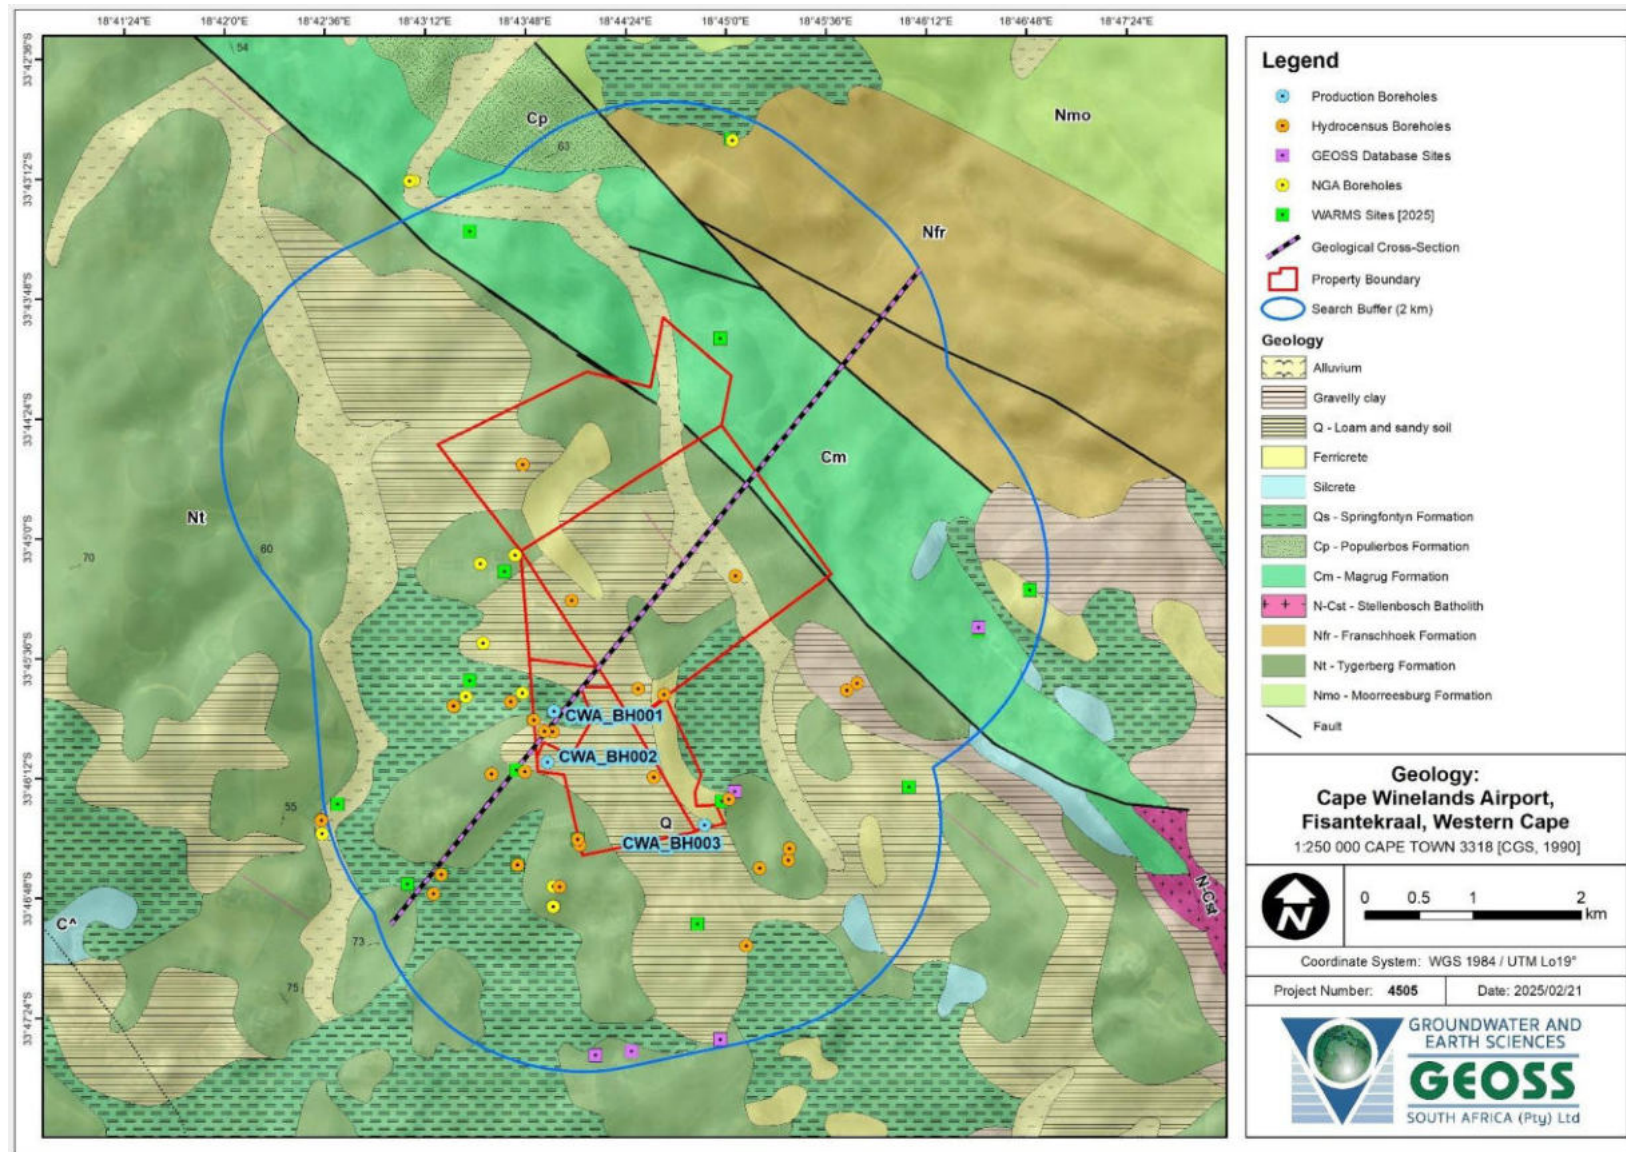 18°41'24"E
18°42'0"E
18°42'36"E
18°43'12"E
18°43'48"E
18°44'24"E
18°45'0"E
18°45'36"E
18°46'12"E
18°46'48"E
18°47'24"E
33°42'36"S
33°43'12"S
33°43'48"S
33°44'24"S
33°45'0"S
33°45'36"S
33°46'12"S
33°46'48"S
33°47'24"S
54
Cp
63
Nmo
Nfr
Cm
Nt
60
70
CWA_BH001
CWA_BH002
Q
CWA_BH003
55
C^
73
75
N-Cst
Legend
Production Boreholes
Hydrocensus Boreholes
GEOSS Database Sites
NGA Boreholes
WARMS Sites [2025]
Geological Cross-Section
Property Boundary
Search Buffer (2 km)
Geology
Alluvium
Gravelly clay
Q - Loam and sandy soil
Ferricrete
Silcrete
Qs - Springfontyn Formation
Cp - Populierbos Formation
Cm - Magrug Formation
N-Cst - Stellenbosch Batholith
Nfr - Franschhoek Formation
Nt - Tygerberg Formation
Nmo - Moorreesburg Formation
Fault
Geology:
Cape Winelands Airport,
Fisantekraal, Western Cape
1:250 000 CAPE TOWN 3318 [CGS, 1990]
N
0 0.5 1 2
km
Coordinate System: WGS 1984 / UTM Lo19°
Project Number: 4505 Date: 2025/02/21
GROUNDWATER AND
EARTH SCIENCES
GEOSS
SOUTH AFRICA (Pty) Ltd